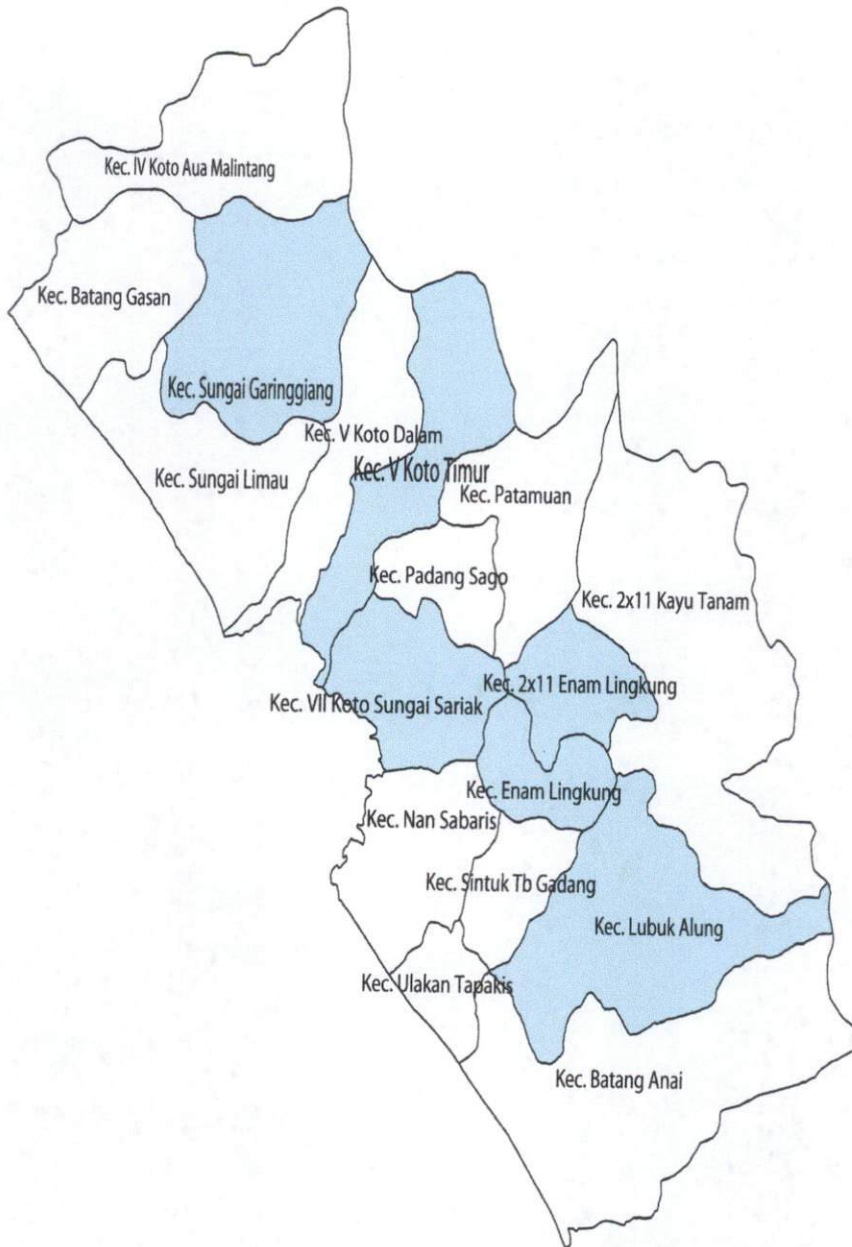 Kec. IV Koto Aua Malintang
Kec. Batang Gasan
Kec. Sungai Garinggiang
Kec. V Koto Dalam
Kec. Sungai Limau
Kec. V Koto Timur
Kec. Patamuan
Kec. Padang Sago
Kec. 2x11 Kayu Tanam
Kec. 2x11 Enam Lingkung
Kec. VII Koto Sungai Sariak
Kec. Enam Lingkung
Kec. Nan Sabaris
Kec. Sintuk Tb Gadang
Kec. Lubuk Alung
Kec. Ulakan Tapakis
Kec. Batang Anai